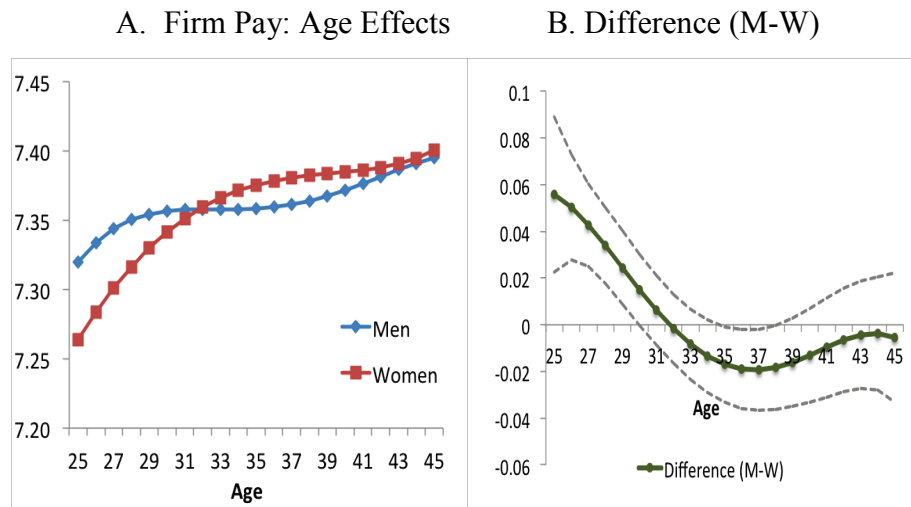 A. Firm Pay: Age Effects
B. Difference (M-W)
7.45
7.40
7.35
7.30
7.25
7.20
25 27 29 31 33 35 37 39 41 43 45
Age
Men
Women
0.1
0.08
0.06
0.04
0.02
0
-0.02
-0.04
-0.06
25 27 29 31 33 35 37 39 41 43 45
Age
Difference (M-W)